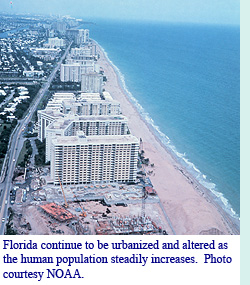 Florida continue to be urbanized and altered as
the human population steadily increases.  Photo
courtesy NOAA.